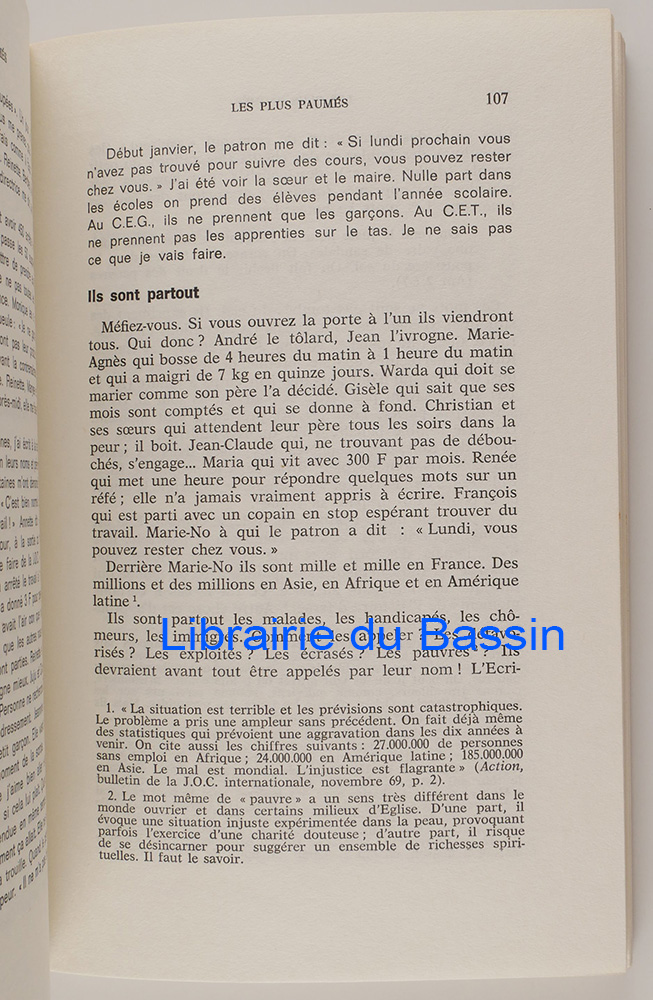 LES PLUS PAUMÉS 107
Début janvier, le patron me dit : « Si lundi prochain vous
n'avez pas trouvé pour suivre des cours, vous pouvez rester
chez vous. » J'ai été voir la sœur et le maire. Nulle part dans
les écoles on prend des élèves pendant l'année scolaire.
Au C.E.G., ils ne prennent que les garçons. Au C.E.T., ils
ne prennent pas les apprenties sur le tas. Je ne sais pas
ce que je vais faire.
Ils sont partout
Méfiez-vous. Si vous ouvrez la porte à l'un ils viendront
tous. Qui donc ? André le tôlard, Jean l'ivrogne. Marie-
Agnès qui bosse de 4 heures du matin à 1 heure du matin
et qui a maigri de 7 kg en quinze jours. Warda qui doit se
marier comme son père l'a décidé. Gisèle qui sait que ses
mois sont comptés et qui se donne à fond. Christian et
ses sœurs qui attendent leur père tous les soirs dans la
peur ; il boit. Jean-Claude qui, ne trouvant pas de débou-
chés, s'engage... Maria qui vit avec 300 F par mois. Renée
qui met une heure pour répondre quelques mots sur un
réfé ; elle n'a jamais vraiment appris à écrire. François
qui est parti avec un copain en stop espérant trouver du
travail. Marie-No à qui le patron a dit : « Lundi, vous
pouvez rester chez vous. »
Derrière Marie-No ils sont mille et mille en France. Des
millions et des millions en Asie, en Afrique et en Amérique
latine ¹.
Ils sont partout les malades, les handicapés, les chô-
meurs, les immigrés, comment les appeler ? Les défavo-
risés ? Les exploités ? Les écrasés ? Les pauvres ² ? Ils
devraient avant tout être appelés par leur nom ! L'Ecri-
Librairie du Bassin
1. « La situation est terrible et les prévisions sont catastrophiques.
Le problème a pris une ampleur sans précédent. On fait déjà même
des statistiques qui prévoient une aggravation dans les dix années à
venir. On cite aussi les chiffres suivants : 27.000.000 de personnes
sans emploi en Afrique ; 24.000.000 en Amérique latine ; 185.000.000
en Asie. Le mal est mondial. L'injustice est flagrante » (Action,
bulletin de la J.O.C. internationale, novembre 69, p. 2).
2. Le mot même de « pauvre » a un sens très différent dans le
monde ouvrier et dans certains milieux d'Eglise. D'une part, il
évoque une situation injuste expérimentée dans la peau, provoquant
parfois l'exercice d'une charité douteuse ; d'autre part, il risque
de se désincarner pour suggérer un ensemble de richesses spiri-
tuelles. Il faut le savoir.